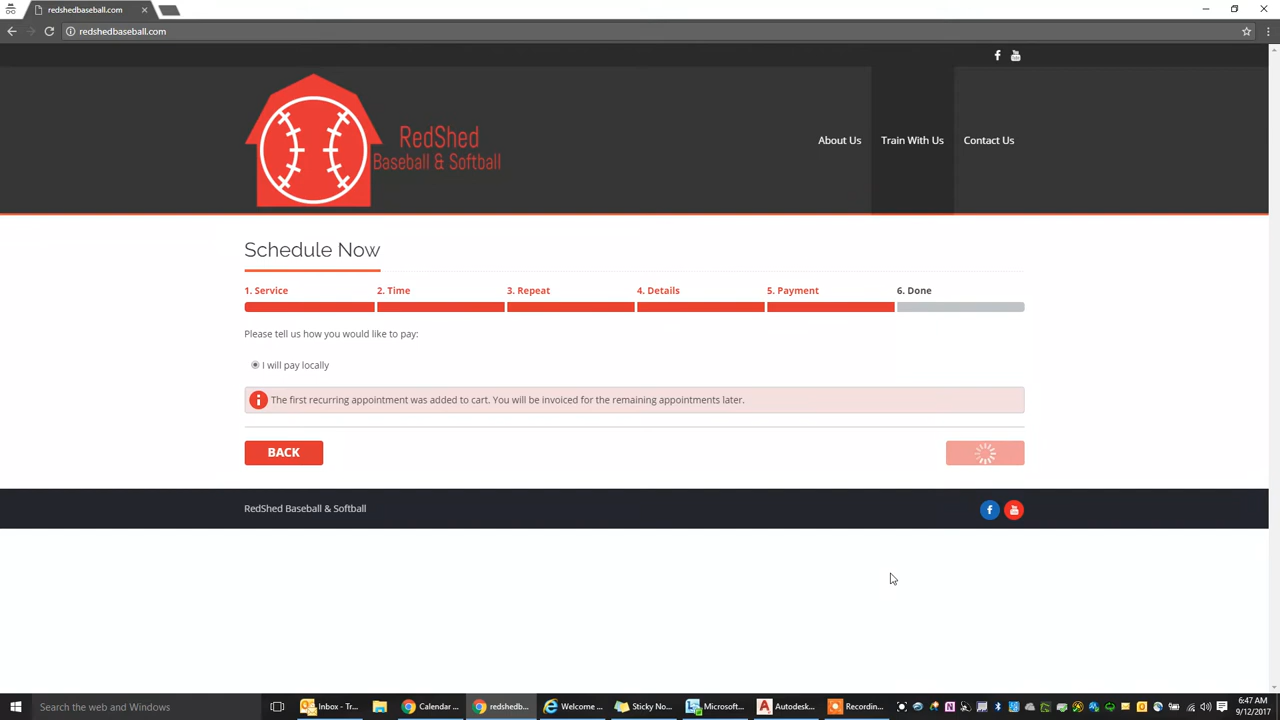 redshedbaseball.com
redshedbaseball.com
RedShed
Baseball & Softball
About Us
Train With Us
Contact Us
Schedule Now
1. Service
2. Time
3. Repeat
4. Details
5. Payment
6. Done
Please tell us how you would like to pay:
I will pay locally
The first recurring appointment was added to cart. You will be invoiced for the remaining appointments later.
BACK
RedShed Baseball & Softball
Search the web and Windows
Inbox - Tr...
Calendar ...
redshedb...
Welcome ...
Sticky No...
Microsoft...
Autodesk...
Recordin...
6:47 AM
9/12/2017